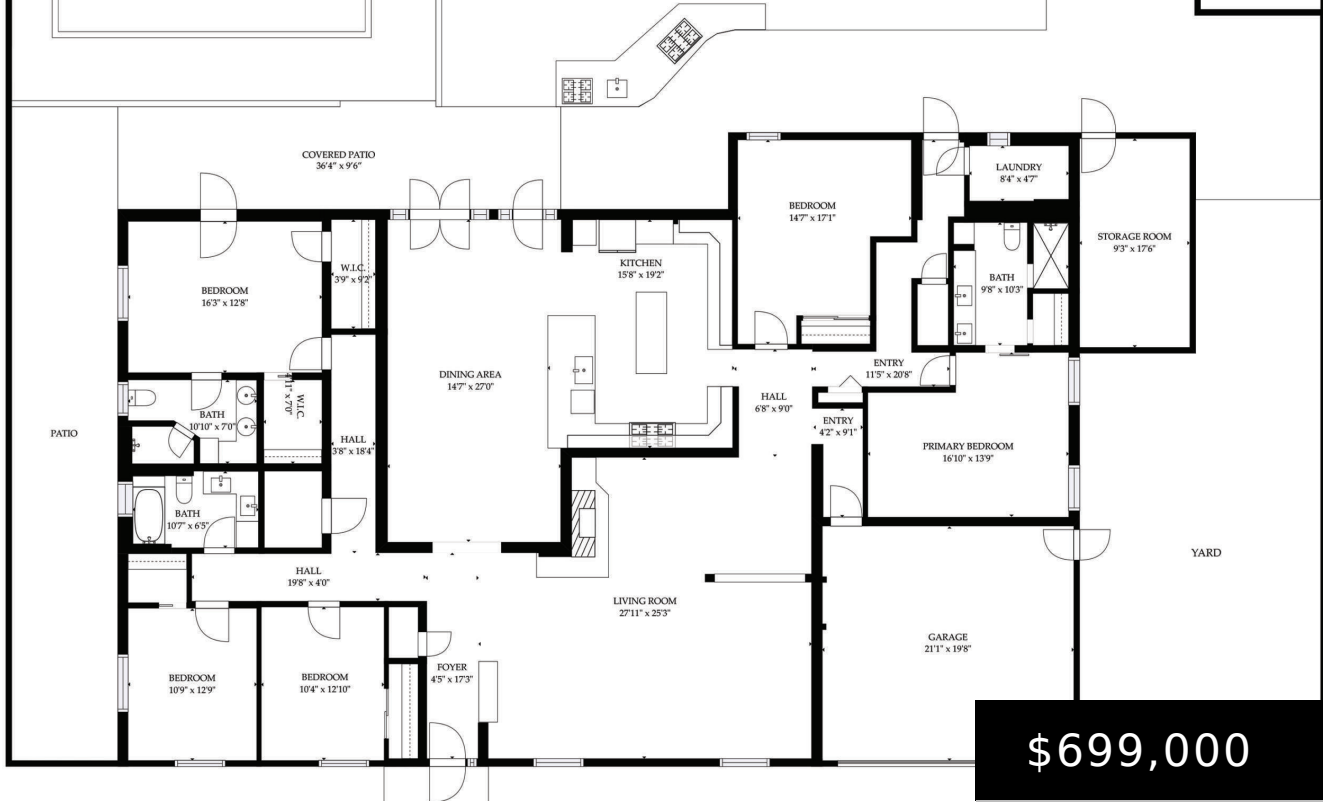 COVERED PATIO
36'4" x 9'6"
LAUNDRY
8'4" x 4'7"
BEDROOM
14'7" x 17'1"
STORAGE ROOM
9'3" x 17'6"
KITCHEN
15'8" x 19'2"
W.I.C.
3'9" x 9'2"
BATH
9'8" x 10'3"
BEDROOM
16'3" x 12'8"
ENTRY
11'5" x 20'8"
DINING AREA
14'7" x 27'0"
HALL
6'8" x 9'0"
W.I.C.
BATH
10'10" x 7'0"
ENTRY
4'2" x 9'1"
PATIO
HALL
3'8" x 18'4"
PRIMARY BEDROOM
16'10" x 13'9"
BATH
10'7" x 6'5"
YARD
HALL
19'8" x 4'0"
LIVING ROOM
27'11" x 25'3"
GARAGE
21'1" x 19'8"
FOYER
4'5" x 17'3"
BEDROOM
10'9" x 12'9"
BEDROOM
10'4" x 12'10"
$699,000